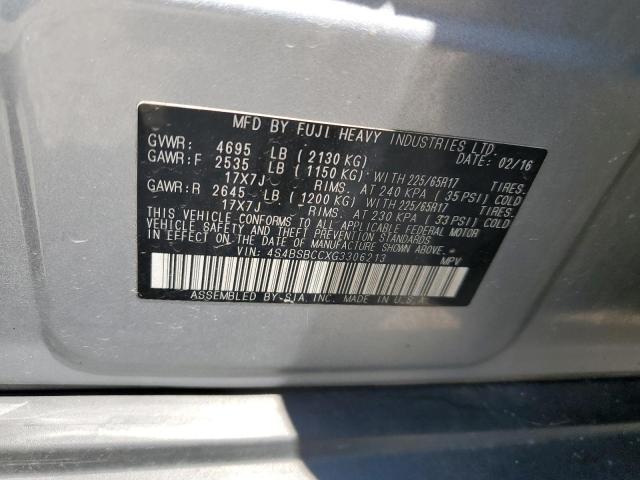 MFD BY FUJI HEAVY INDUSTRIES LTD.
GVWR: 4695 LB (2130 KG) DATE: 02/16
GAWR:F 2535 LB (1150 KG) WITH 225/65R17 TIRES.
17X7J RIMS. AT 240 KPA (35 PSI) COLD
GAWR:R 2645 LB (1200 KG) WITH 225/65R17 TIRES.
17X7J RIMS. AT 230 KPA (33 PSI) COLD
THIS VEHICLE CONFORMS TO ALL APPLICABLE FEDERAL MOTOR
VEHICLE SAFETY AND THEFT PREVENTION STANDARDS
IN EFFECT ON THE DATE OF MANUFACTURE SHOWN ABOVE.
VIN: 4S4BSBCCXG3306213 MPV
ASSEMBLED BY-SIA INC. MADE IN U.S.A